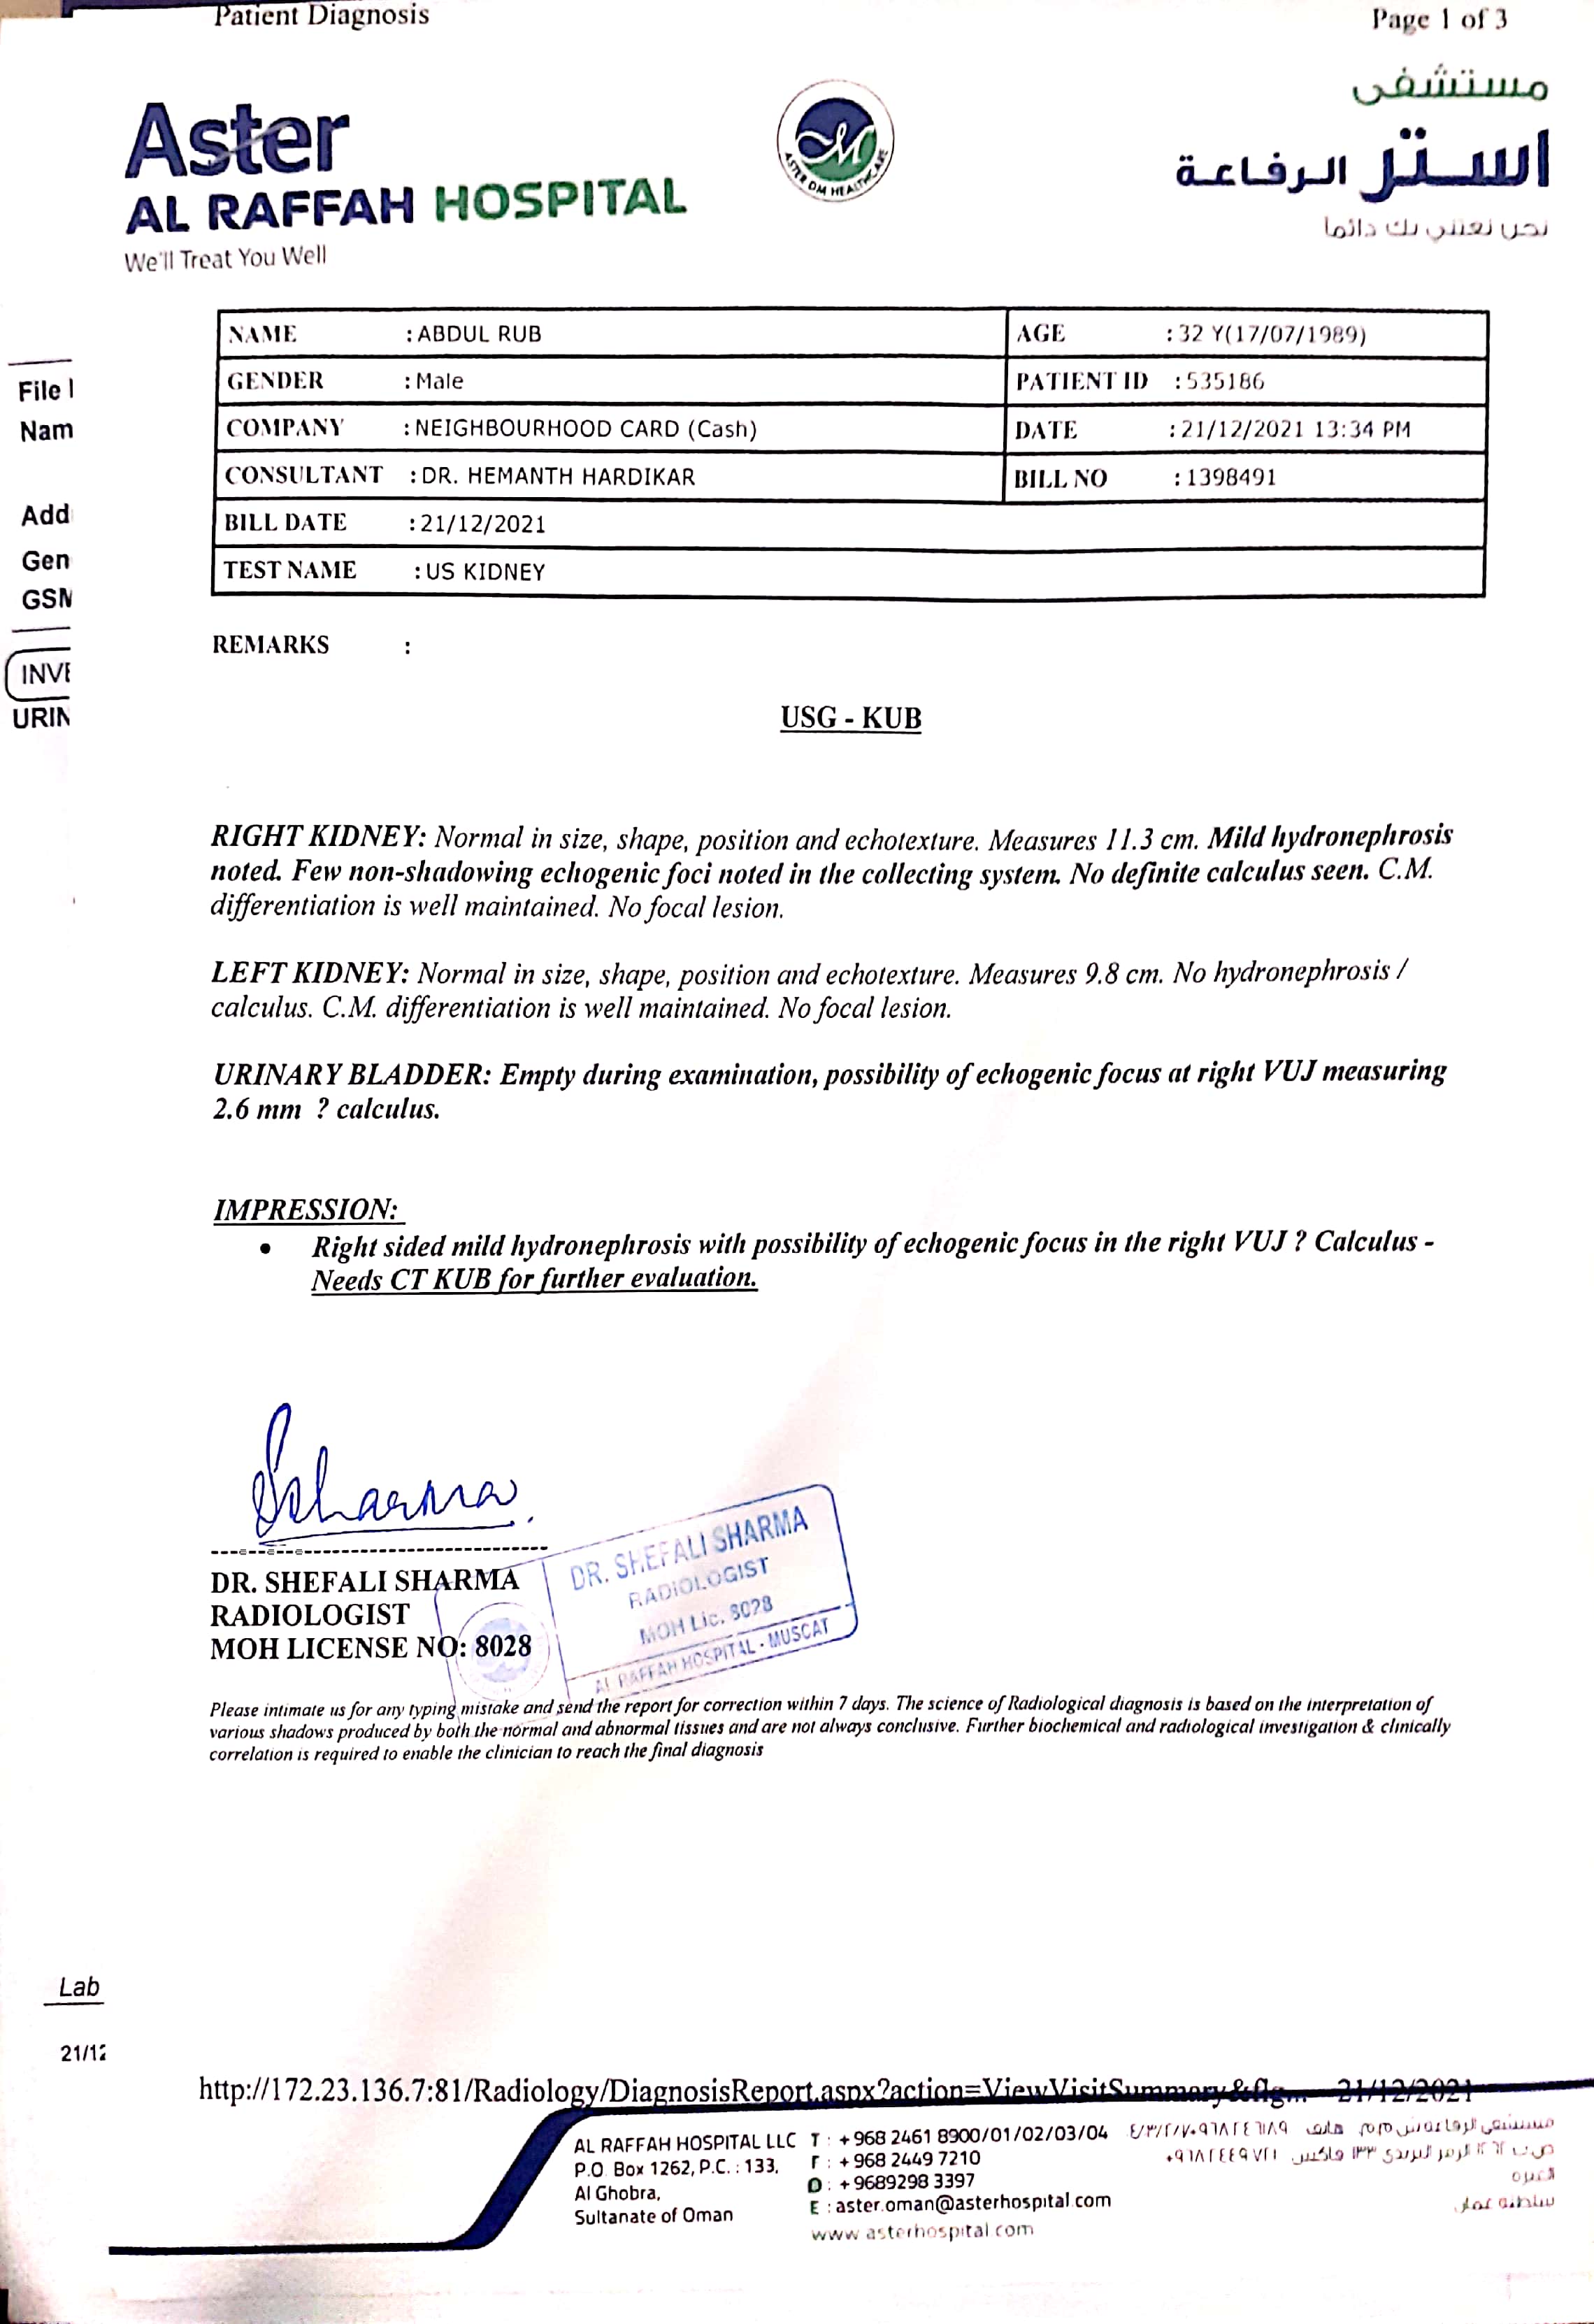 Patient Diagnosis
Page 1 of 3
Aster
AL RAFFAH HOSPITAL
We'll Treat You Well
ASTER DM HEALTHCARE
مستشفى
استر الرفاعة
نحن نعتني بك دائما
File
Nam
Add
Gen
GSM
INVE
URIN
NAME : ABDUL RUB AGE : 32 Y(17/07/1989)
GENDER : Male PATIENT ID : 535186
COMPANY : NEIGHBOURHOOD CARD (Cash) DATE : 21/12/2021 13:34 PM
CONSULTANT : DR. HEMANTH HARDIKAR BILL NO : 1398491
BILL DATE : 21/12/2021
TEST NAME : US KIDNEY
REMARKS :
USG - KUB
RIGHT KIDNEY: Normal in size, shape, position and echotexture. Measures 11.3 cm. Mild hydronephrosis
noted. Few non-shadowing echogenic foci noted in the collecting system. No definite calculus seen. C.M.
differentiation is well maintained. No focal lesion.
LEFT KIDNEY: Normal in size, shape, position and echotexture. Measures 9.8 cm. No hydronephrosis /
calculus. C.M. differentiation is well maintained. No focal lesion.
URINARY BLADDER: Empty during examination, possibility of echogenic focus at right VUJ measuring
2.6 mm ? calculus.
IMPRESSION:
• Right sided mild hydronephrosis with possibility of echogenic focus in the right VUJ ? Calculus -
Needs CT KUB for further evaluation.
Sharma
DR. SHEFALI SHARMA
RADIOLOGIST
MOH LICENSE NO: 8028
DR. SHEFALI SHARMA
RADIOLOGIST
MOH Lic. 8028
AL RAFFAH HOSPITAL - MUSCAT
Please intimate us for any typing mistake and send the report for correction within 7 days. The science of Radiological diagnosis is based on the interpretation of
various shadows produced by both the normal and abnormal tissues and are not always conclusive. Further biochemical and radiological investigation & clinically
correlation is required to enable the clinician to reach the final diagnosis
Lab
21/12
http://172.23.136.7:81/Radiology/DiagnosisReport.aspx?action=ViewVisitSummary&flg... 21/12/2021
AL RAFFAH HOSPITAL LLC T : +968 2461 8900/01/02/03/04
P.O. Box 1262, P.C. : 133, F : +968 2449 7210
Al Ghobra, D : +9689298 3397
Sultanate of Oman E : aster.oman@asterhospital.com
www.asterhospital.com
سلطنة عمان